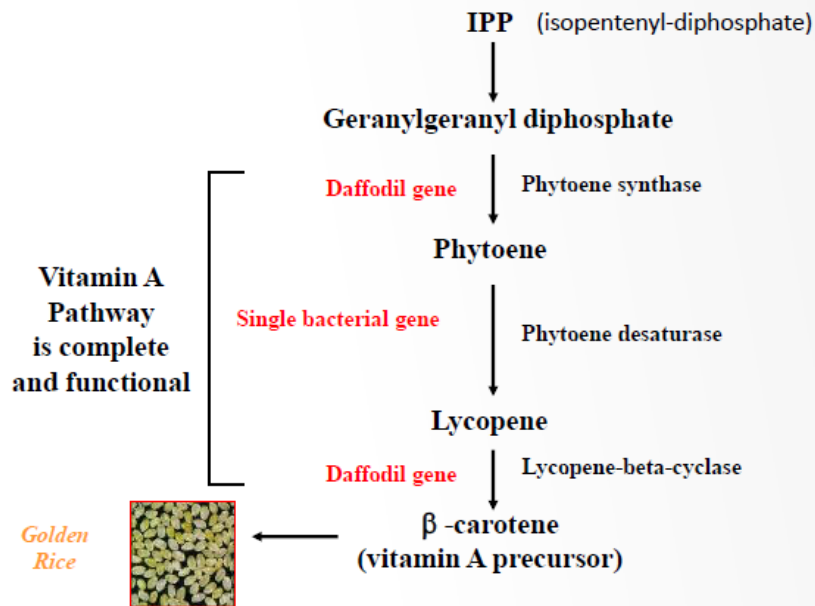 IPP (isopentenyl-diphosphate)
Geranylgeranyl diphosphate
Daffodil gene
Phytoene synthase
Phytoene
Vitamin A
Pathway
is complete
and functional
Single bacterial gene
Phytoene desaturase
Lycopene
Daffodil gene
Lycopene-beta-cyclase
β -carotene
(vitamin A precursor)
Golden
Rice